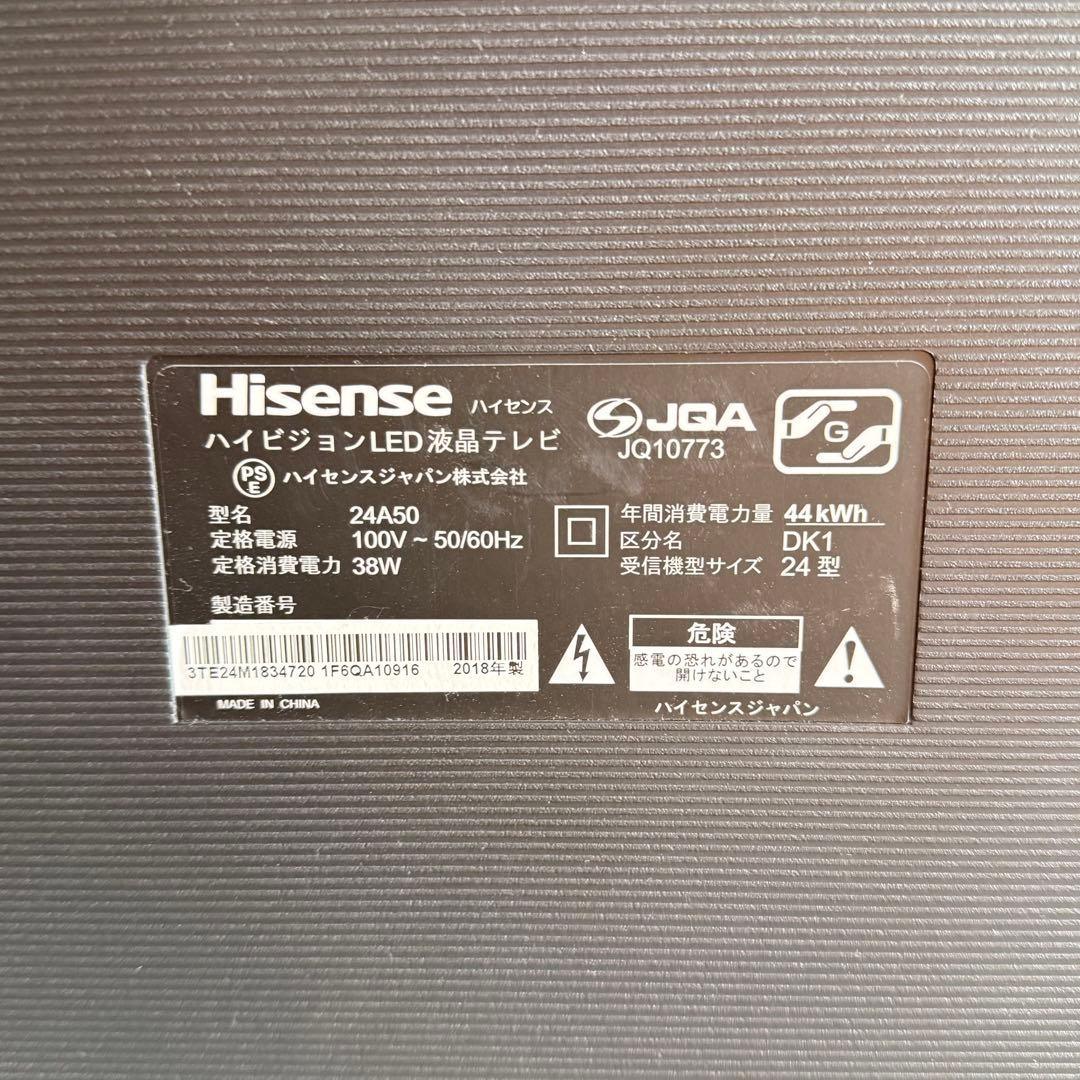 Hisense ハイセンス
ハイビジョンLED液晶テレビ
PSE ハイセンスジャパン株式会社
JQA
JQ10773
G
型名 24A50
定格電源 100V ~ 50/60Hz
定格消費電力 38W
年間消費電力量 44kWh
区分名 DK1
受信機型サイズ 24型
製造番号
3TE24M1834720 1F6QA10916 2018年製
MADE IN CHINA
危険
感電の恐れがあるので
開けないこと
ハイセンスジャパン